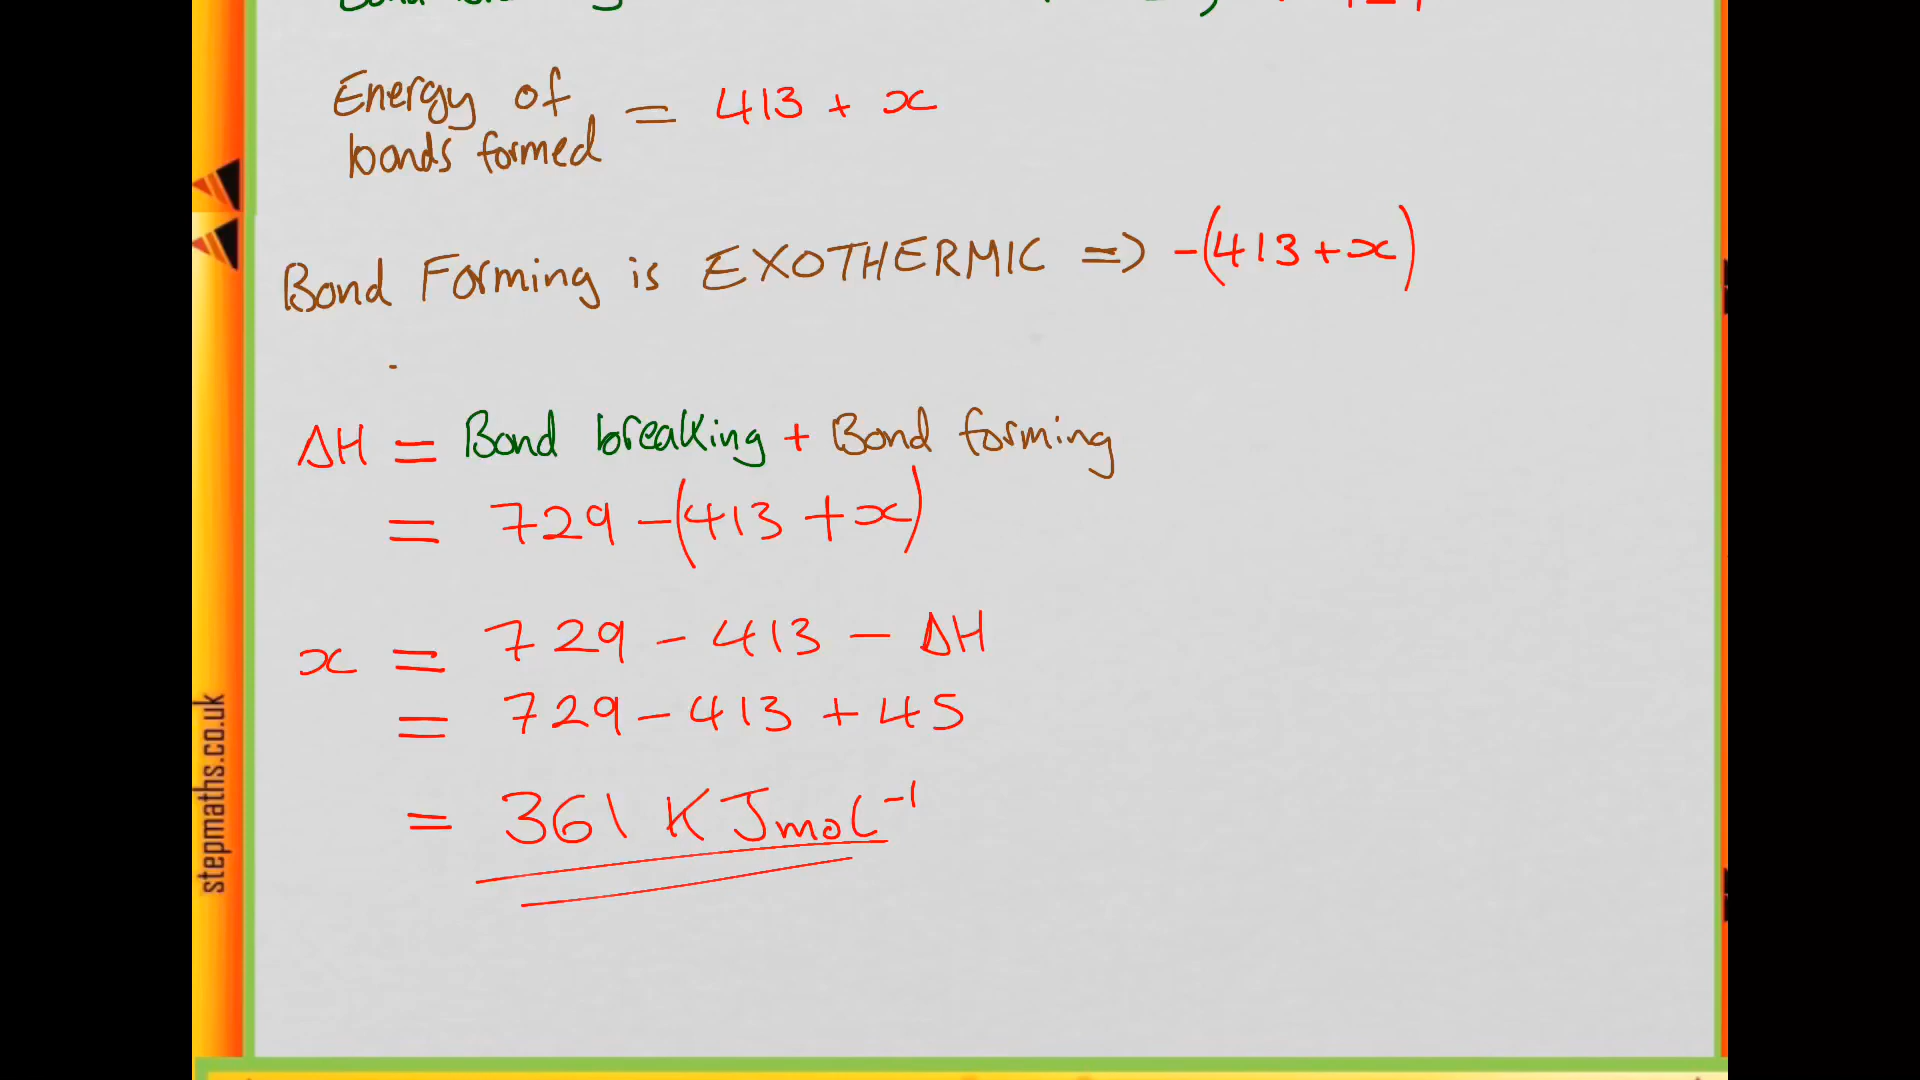 Energy of
bonds formed = 413 + x
Bond Forming is EXOTHERMIC => -(413+x)
ΔH = Bond breaking + Bond forming
= 729 -(413 + x)
x = 729 - 413 - ΔH
= 729 - 413 + 45
= 361 KJmol⁻¹
stepmaths.co.uk